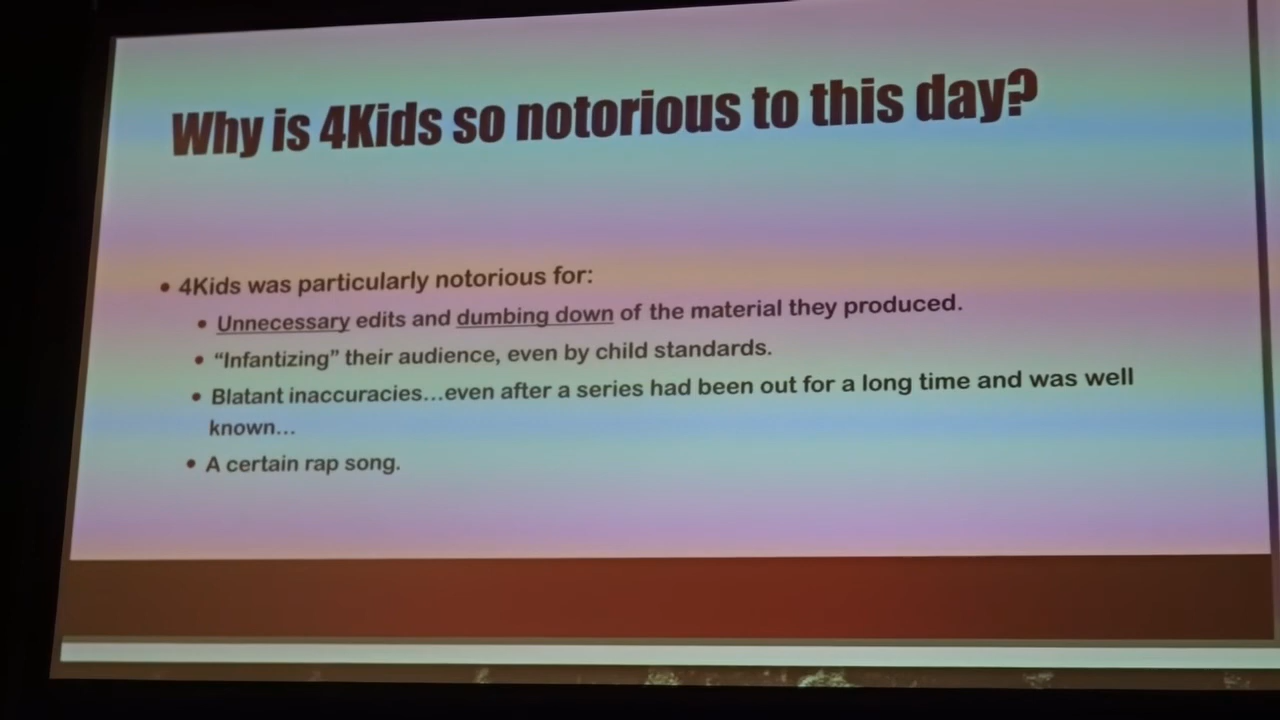 Why is 4Kids so notorious to this day?
• 4Kids was particularly notorious for:
• Unnecessary edits and dumbing down of the material they produced.
• “Infantizing” their audience, even by child standards.
• Blatant inaccuracies...even after a series had been out for a long time and was well
known...
• A certain rap song.